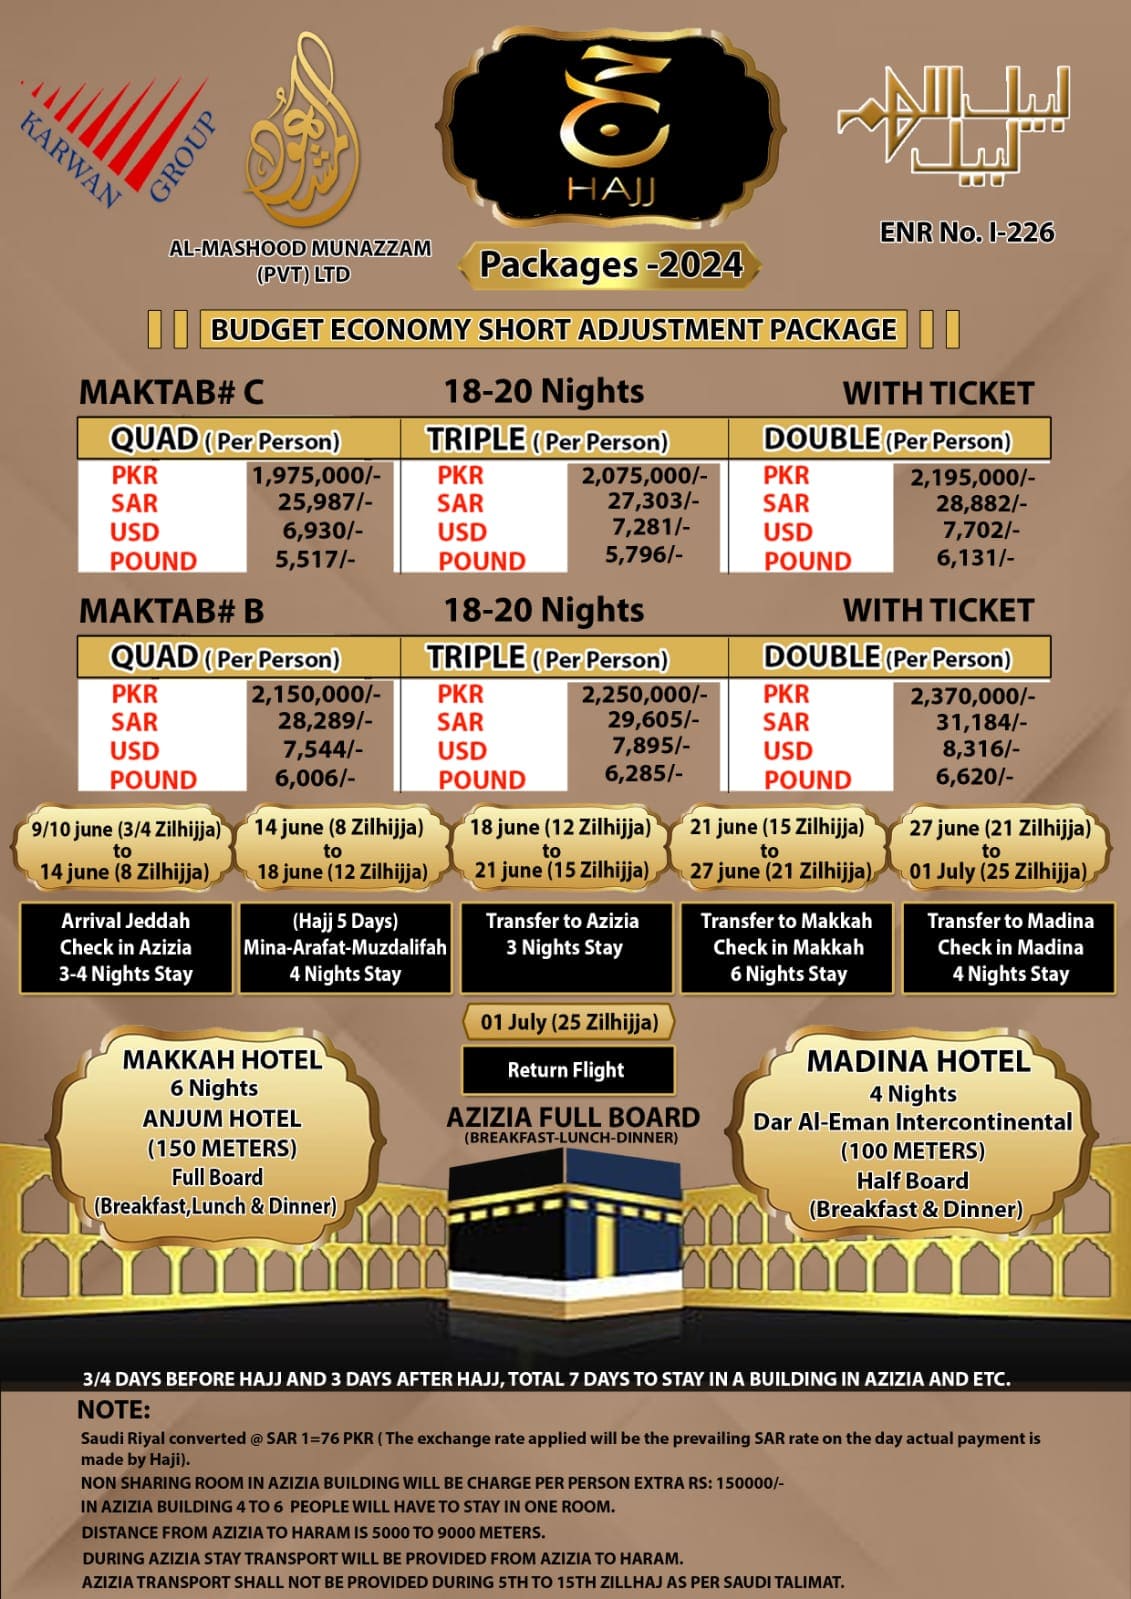 KARWAN GROUP
المشهود
AL-MASHOOD MUNAZZAM
(PVT) LTD
حج
HAJJ
Packages -2024
لبیک اللهم لبیک
ENR No. I-226
BUDGET ECONOMY SHORT ADJUSTMENT PACKAGE
MAKTAB# C 18-20 Nights WITH TICKET
QUAD ( Per Person) TRIPLE ( Per Person) DOUBLE (Per Person)
PKR 1,975,000/- PKR 2,075,000/- PKR 2,195,000/-
SAR 25,987/- SAR 27,303/- SAR 28,882/-
USD 6,930/- USD 7,281/- USD 7,702/-
POUND 5,517/- POUND 5,796/- POUND 6,131/-
MAKTAB# B 18-20 Nights WITH TICKET
QUAD ( Per Person) TRIPLE ( Per Person) DOUBLE (Per Person)
PKR 2,150,000/- PKR 2,250,000/- PKR 2,370,000/-
SAR 28,289/- SAR 29,605/- SAR 31,184/-
USD 7,544/- USD 7,895/- USD 8,316/-
POUND 6,006/- POUND 6,285/- POUND 6,620/-
9/10 june (3/4 Zilhijja)
to
14 june (8 Zilhijja)
Arrival Jeddah
Check in Azizia
3-4 Nights Stay
14 june (8 Zilhijja)
to
18 june (12 Zilhijja)
(Hajj 5 Days)
Mina-Arafat-Muzdalifah
4 Nights Stay
18 june (12 Zilhijja)
to
21 june (15 Zilhijja)
Transfer to Azizia
3 Nights Stay
21 june (15 Zilhijja)
to
27 june (21 Zilhijja)
Transfer to Makkah
Check in Makkah
6 Nights Stay
27 june (21 Zilhijja)
to
01 July (25 Zilhijja)
Transfer to Madina
Check in Madina
4 Nights Stay
01 July (25 Zilhijja)
Return Flight
MAKKAH HOTEL
6 Nights
ANJUM HOTEL
(150 METERS)
Full Board
(Breakfast,Lunch & Dinner)
AZIZIA FULL BOARD
(BREAKFAST-LUNCH-DINNER)
MADINA HOTEL
4 Nights
Dar Al-Eman Intercontinental
(100 METERS)
Half Board
(Breakfast & Dinner)
3/4 DAYS BEFORE HAJJ AND 3 DAYS AFTER HAJJ, TOTAL 7 DAYS TO STAY IN A BUILDING IN AZIZIA AND ETC.
NOTE:
Saudi Riyal converted @ SAR 1=76 PKR ( The exchange rate applied will be the prevailing SAR rate on the day actual payment is
made by Haji).
NON SHARING ROOM IN AZIZIA BUILDING WILL BE CHARGE PER PERSON EXTRA RS: 150000/-
IN AZIZIA BUILDING 4 TO 6 PEOPLE WILL HAVE TO STAY IN ONE ROOM.
DISTANCE FROM AZIZIA TO HARAM IS 5000 TO 9000 METERS.
DURING AZIZIA STAY TRANSPORT WILL BE PROVIDED FROM AZIZIA TO HARAM.
AZIZIA TRANSPORT SHALL NOT BE PROVIDED DURING 5TH TO 15TH ZILLHAJ AS PER SAUDI TALIMAT.